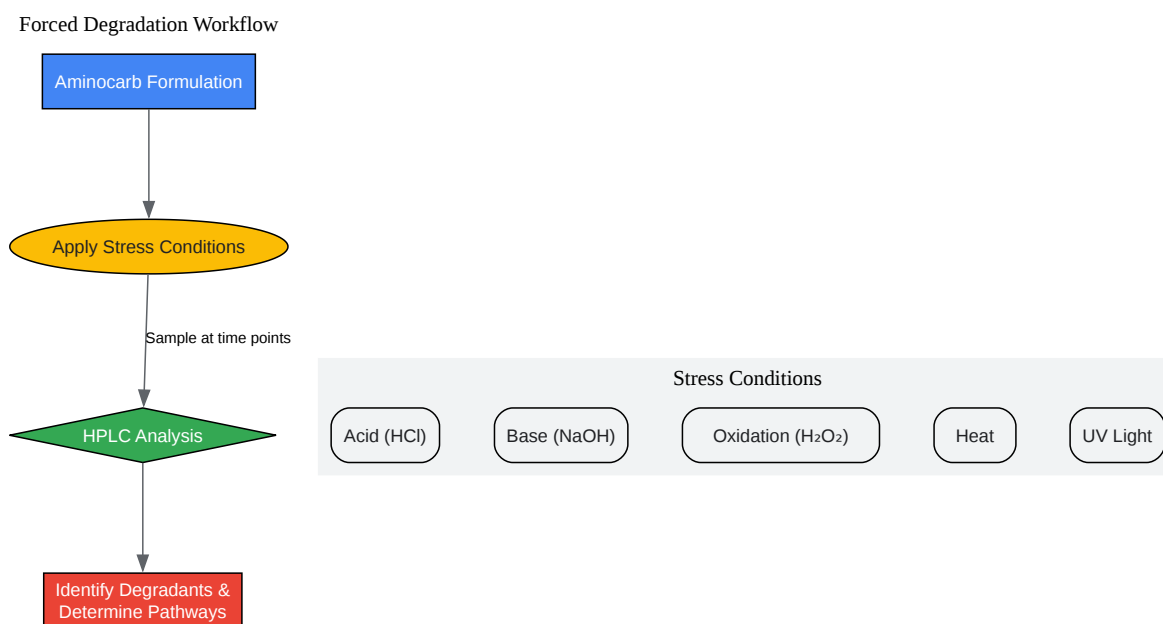 Forced Degradation Workflow
Aminocarb Formulation
Apply Stress Conditions
Sample at time points
Stress Conditions
HPLC Analysis
Acid (HCl)
Base (NaOH)
Oxidation (H₂O₂)
Heat
UV Light
Identify Degradants &
Determine Pathways